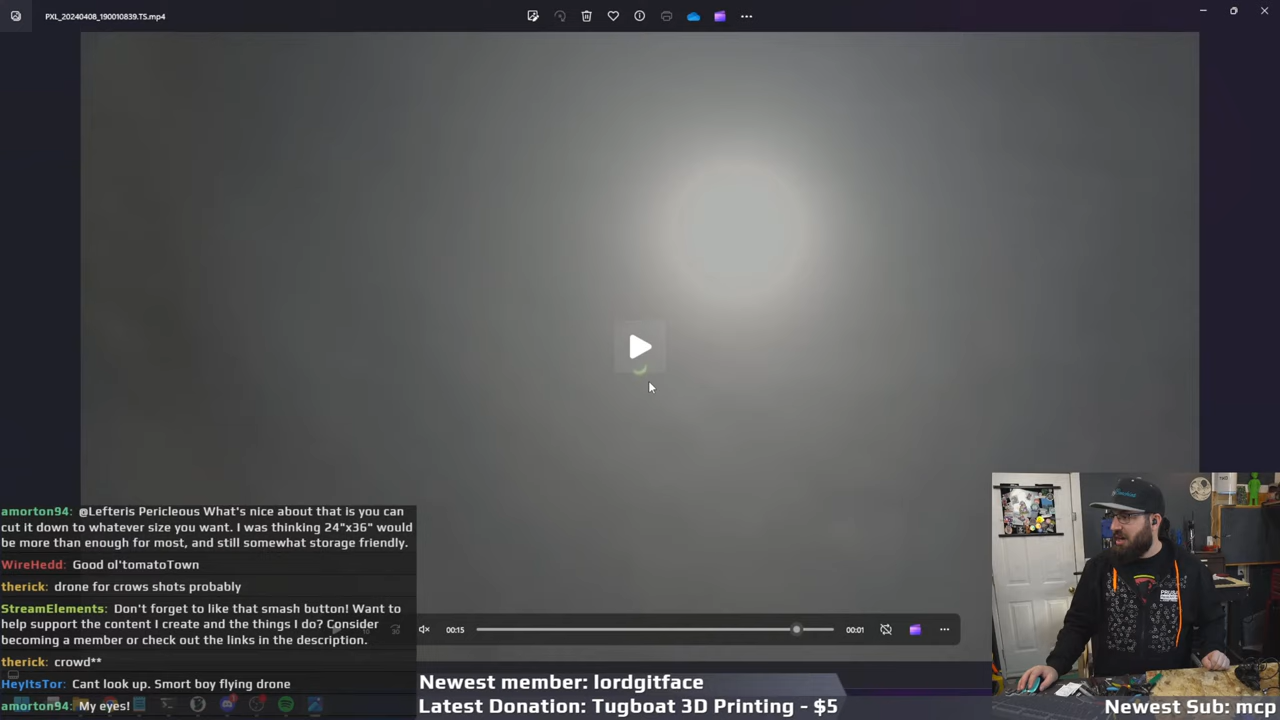 PXL_20240408_190010839.TS.mp4
amorton94: @Lefteris Pericleous What's nice about that is you can
cut it down to whatever size you want. I was thinking 24"x36" would
be more than enough for most, and still somewhat storage friendly.
WireHedd: Good ol'tomatoTown
therick: drone for crows shots probably
StreamElements: Don't forget to like that smash button! Want to
help support the content I create and the things I do? Consider
becoming a member or check out the links in the description.
therick: crowd**
HeyItsTor: Cant look up. Smort boy flying drone
amorton94: My eyes!
00:15
00:01
Newest member: lordgitface
Latest Donation: Tugboat 3D Printing - $5
Newest Sub: mcp
PRUSA